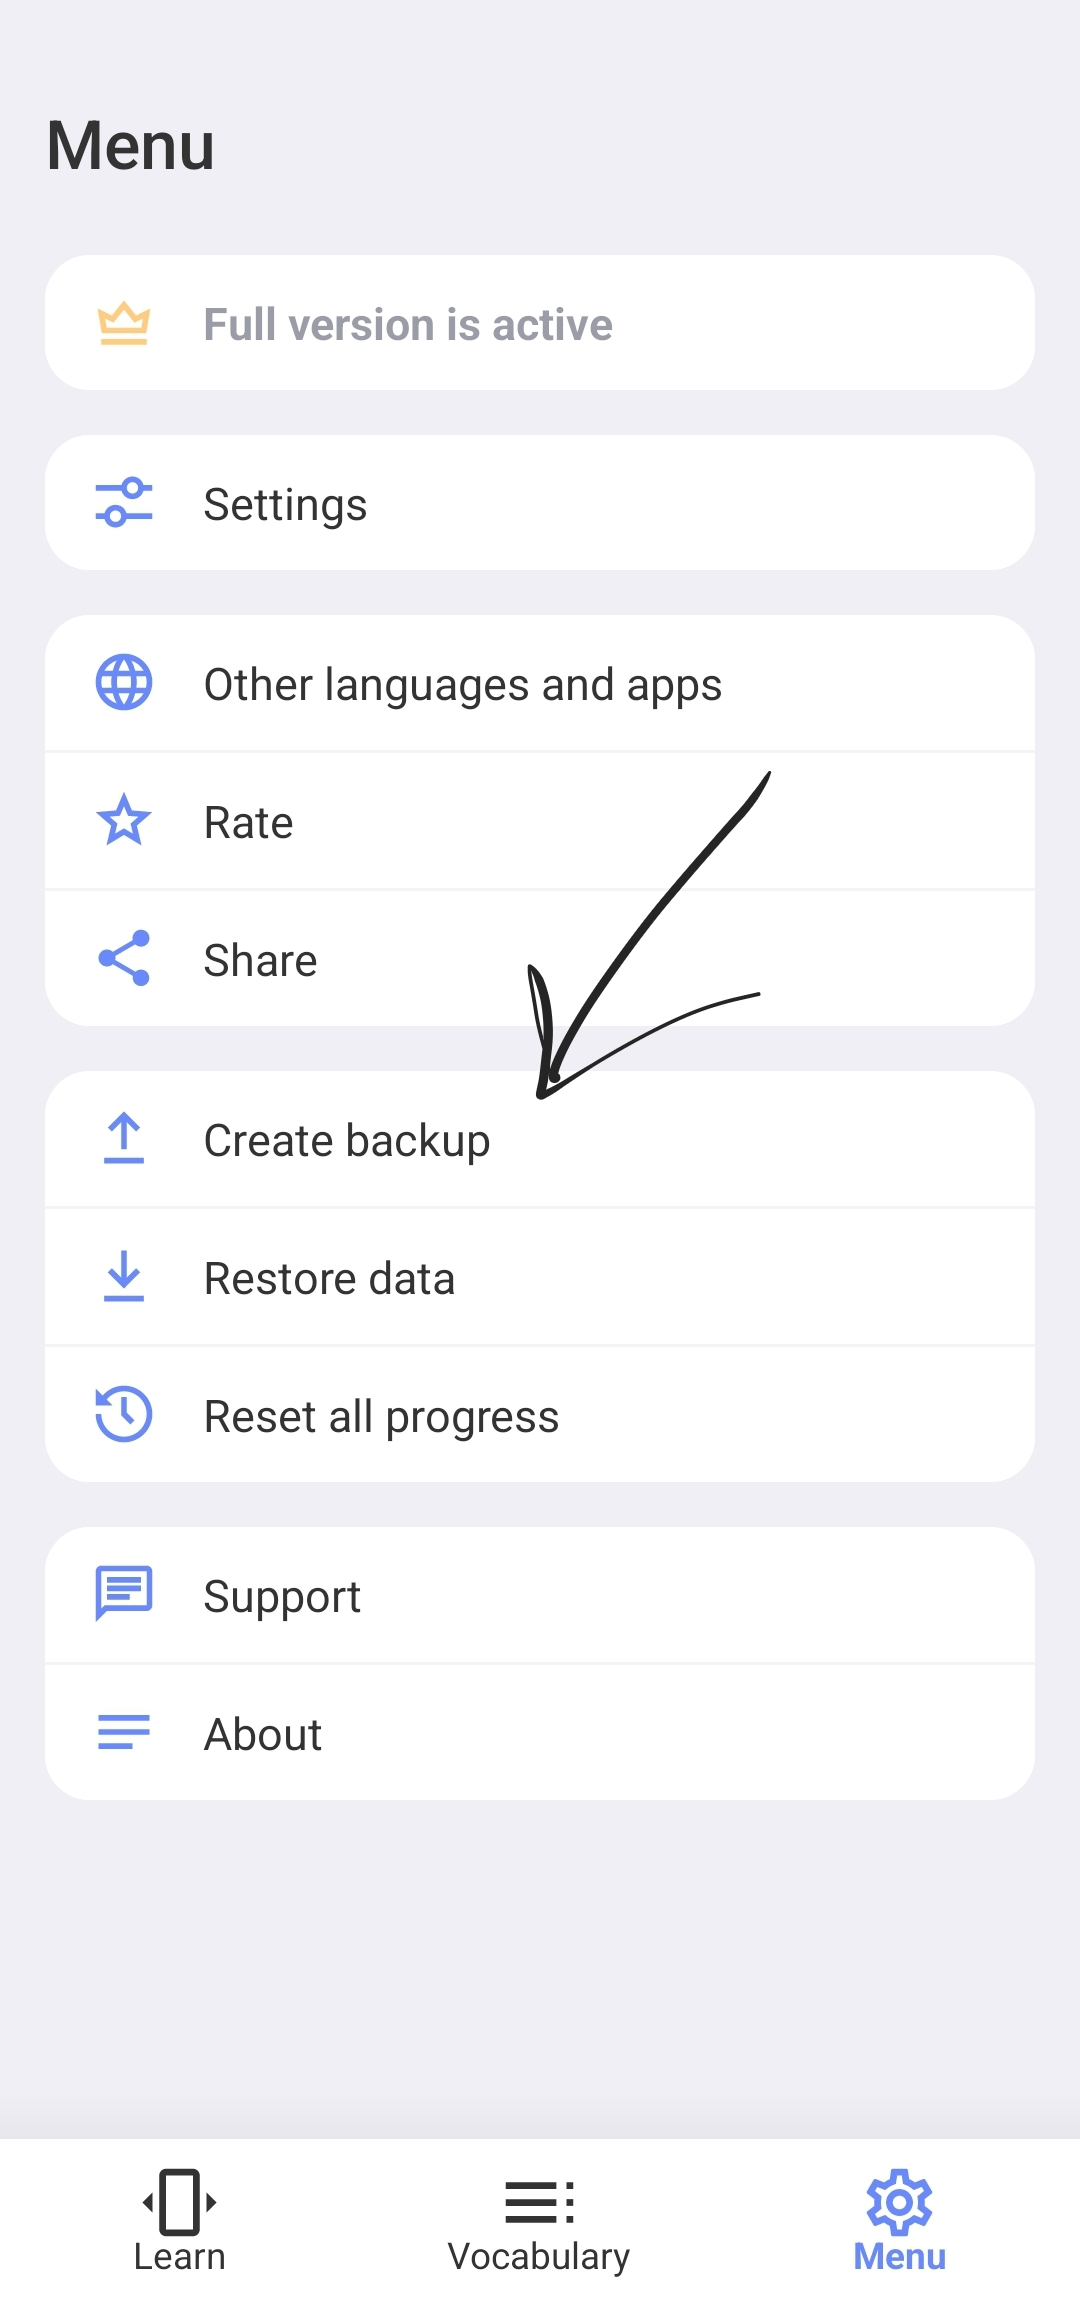 Menu
Full version is active
Settings
Other languages and apps
Rate
Share
Create backup
Restore data
Reset all progress
Support
About
Learn
Vocabulary
Menu